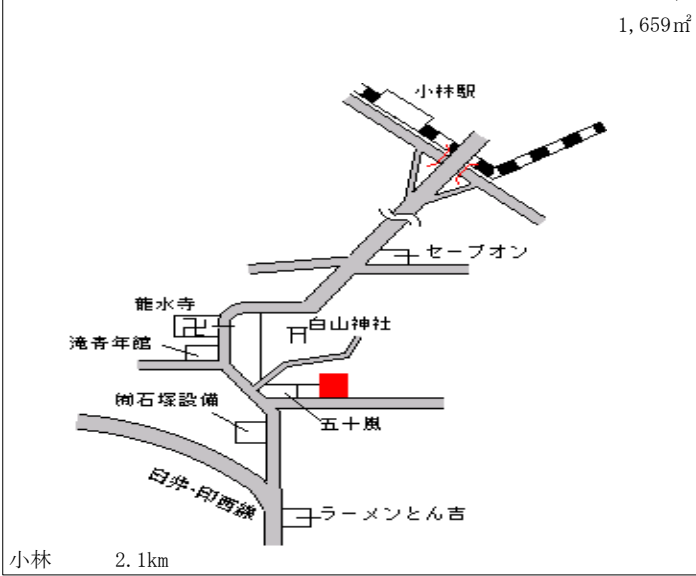 1,659㎡
小林駅
セーブオン
龍水寺
白山神社
滝青年館
㈲石塚設備
五十嵐
臼井・印西線
ラーメンとん吉
小林 2.1km